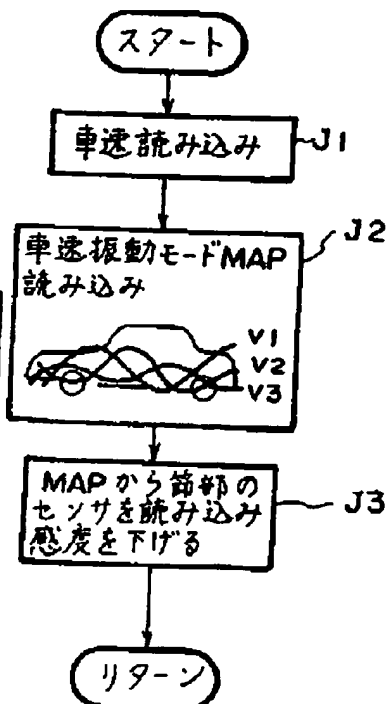 スタート
車速読み込み
J1
車速振動モードMAP
読み込み
J2
V1
V2
V3
MAPから節部の
センサを読み込み
感度を下げる
J3
リターン